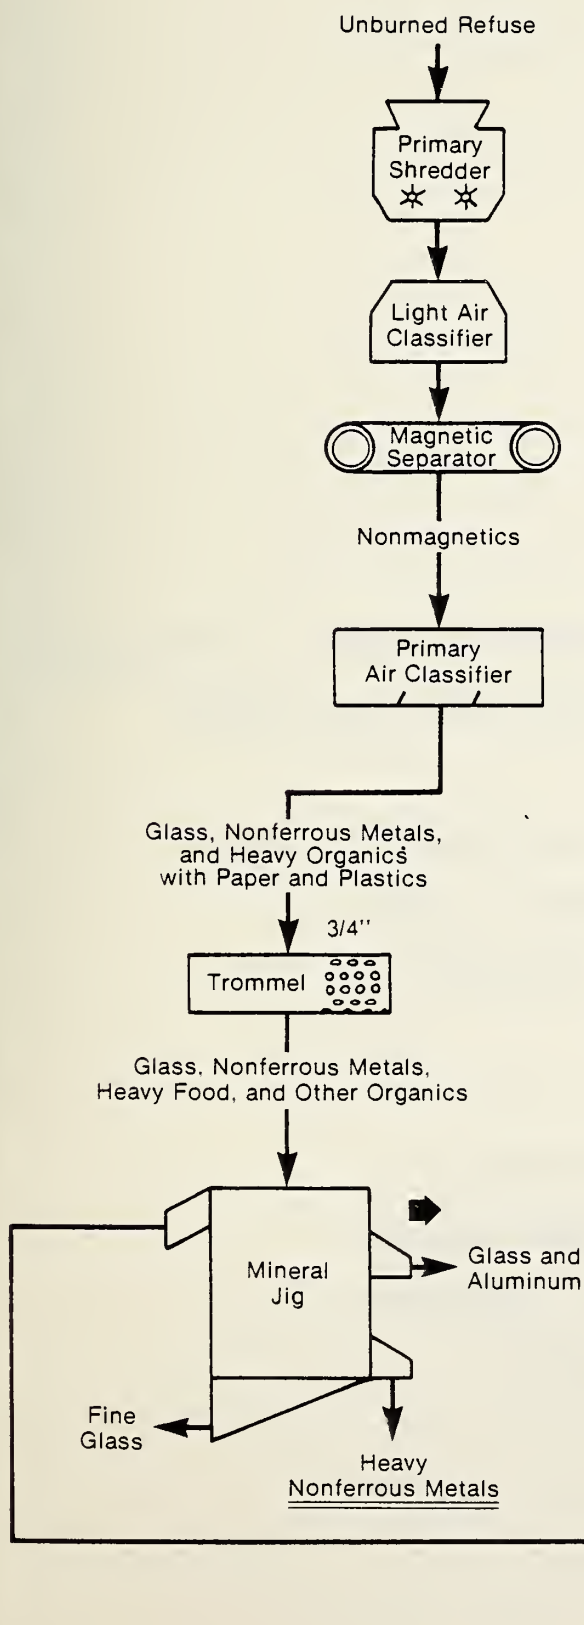 Unburned Refuse
Primary
Shredder
Light Air
Classifier
Magnetic
Separator
Nonmagnetics
Primary
Air Classifier
Glass, Nonferrous Metals,
and Heavy Organics
with Paper and Plastics
3/4''
Trommel
Glass, Nonferrous Metals,
Heavy Food, and Other Organics
Mineral
Jig
Glass and
Aluminum
Fine
Glass
Heavy
Nonferrous Metals